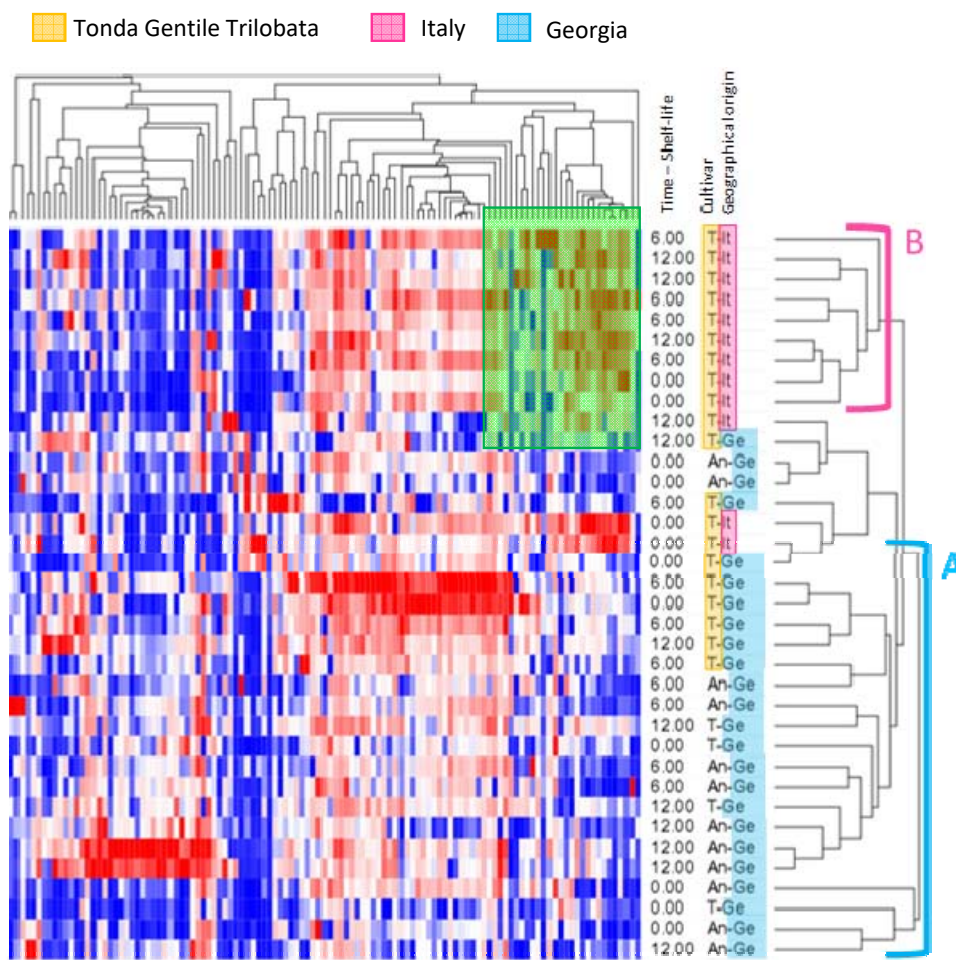 Tonda Gentile Trilobata Italy Georgia
Time – Shelf-life
Cultivar
Geographical origin
6.00 T-It
12.00 T-It
12.00 T-It
6.00 T-It
6.00 T-It
12.00 T-It
6.00 T-It
0.00 T-It
0.00 T-It
12.00 T-It
12.00 T-Ge
0.00 An-Ge
0.00 An-Ge
6.00 T-Ge
0.00 T-It
0.00 T-It
0.00 T-Ge
6.00 T-Ge
0.00 T-Ge
6.00 T-Ge
12.00 T-Ge
6.00 T-Ge
6.00 An-Ge
6.00 An-Ge
12.00 T-Ge
0.00 T-Ge
6.00 An-Ge
6.00 An-Ge
12.00 T-Ge
12.00 An-Ge
12.00 An-Ge
12.00 An-Ge
0.00 An-Ge
0.00 T-Ge
0.00 An-Ge
12.00 An-Ge
B
A